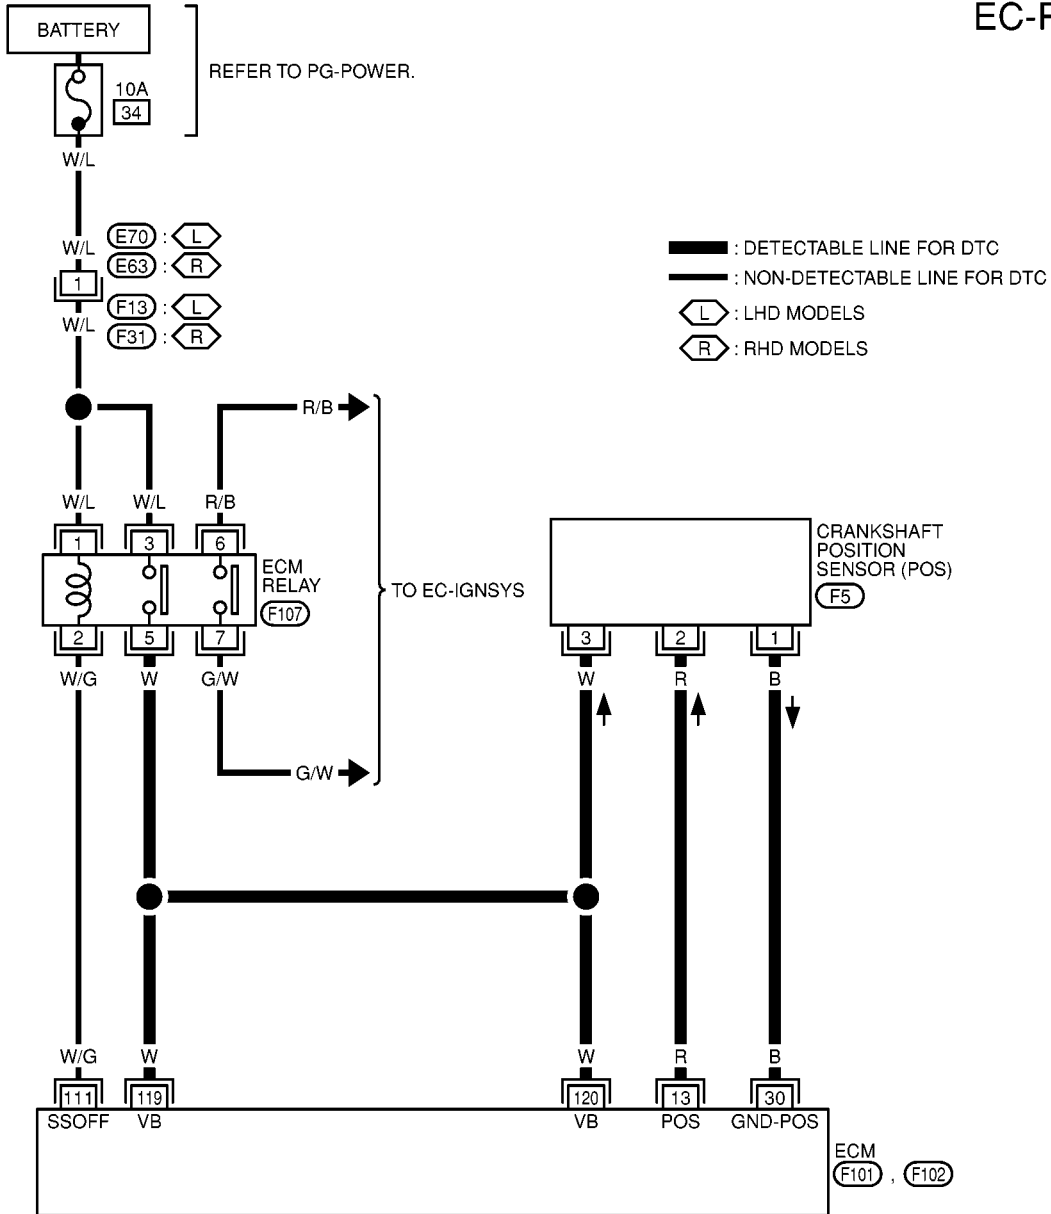 EC-P
BATTERY
REFER TO PG-POWER.
10A
34
W/L
W/L
E70 : L
E63 : R
1
F13 : L
F31 : R
W/L
: DETECTABLE LINE FOR DTC
: NON-DETECTABLE LINE FOR DTC
L : LHD MODELS
R : RHD MODELS
R/B
W/L W/L R/B
1 3 6
ECM
RELAY
F107
2 5 7
W/G W G/W
TO EC-IGNSYS
G/W
CRANKSHAFT
POSITION
SENSOR (POS)
F5
3 2 1
W R B
W/G W W R B
111 119 120 13 30
SSOFF VB VB POS GND-POS
ECM
F101 , F102